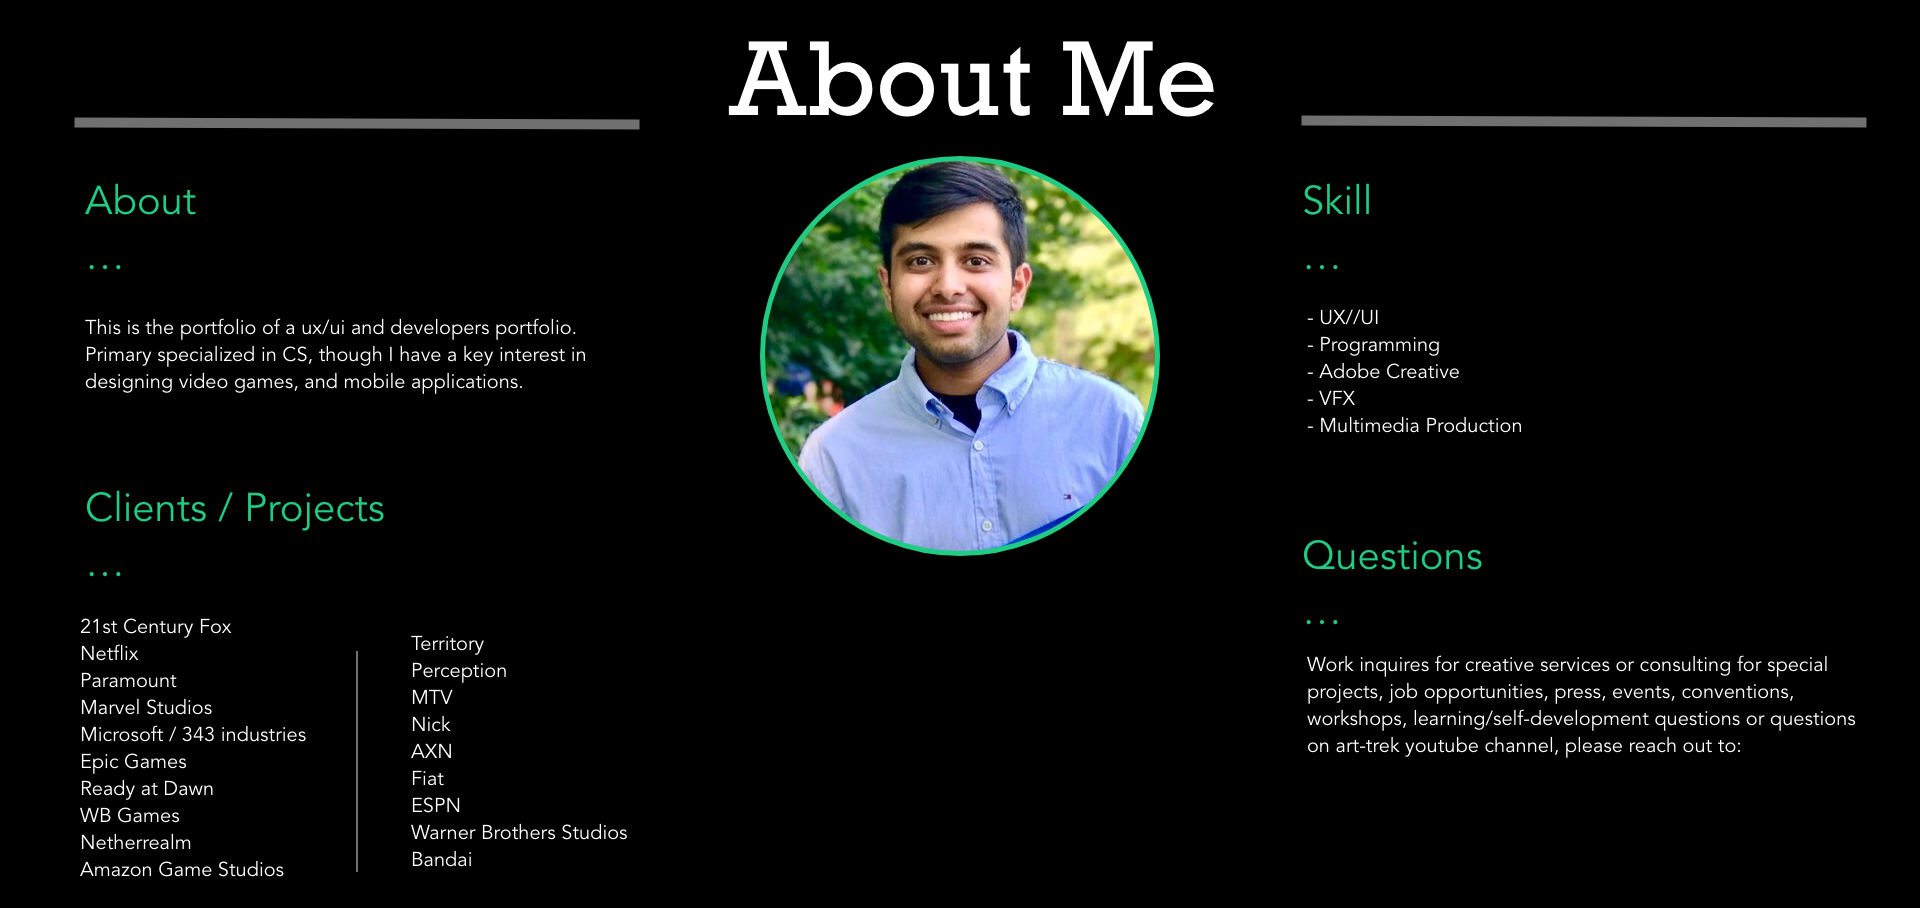 About Me
About
...
This is the portfolio of a ux/ui and developers portfolio.
Primary specialized in CS, though I have a key interest in
designing video games, and mobile applications.
Clients / Projects
...
21st Century Fox
Netflix
Paramount
Marvel Studios
Microsoft / 343 industries
Epic Games
Ready at Dawn
WB Games
Netherrealm
Amazon Game Studios
Territory
Perception
MTV
Nick
AXN
Fiat
ESPN
Warner Brothers Studios
Bandai
Skill
...
- UX//UI
- Programming
- Adobe Creative
- VFX
- Multimedia Production
Questions
...
Work inquires for creative services or consulting for special
projects, job opportunities, press, events, conventions,
workshops, learning/self-development questions or questions
on art-trek youtube channel, please reach out to: